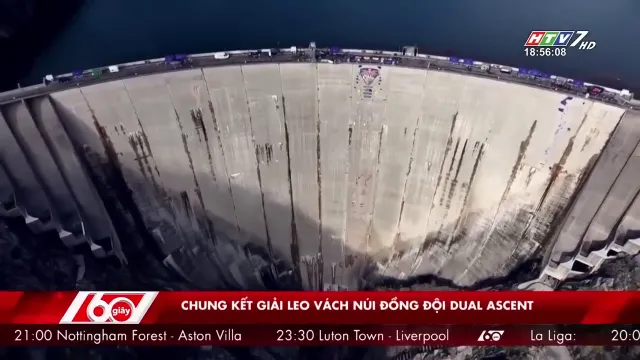 HTV7 HD
18:56:08
60 giây
CHUNG KẾT GIẢI LEO VÁCH NÚI ĐỒNG ĐỘI DUAL ASCENT
21:00 Nottingham Forest - Aston Villa 23:30 Luton Town - Liverpool 60 La Liga: 20:0